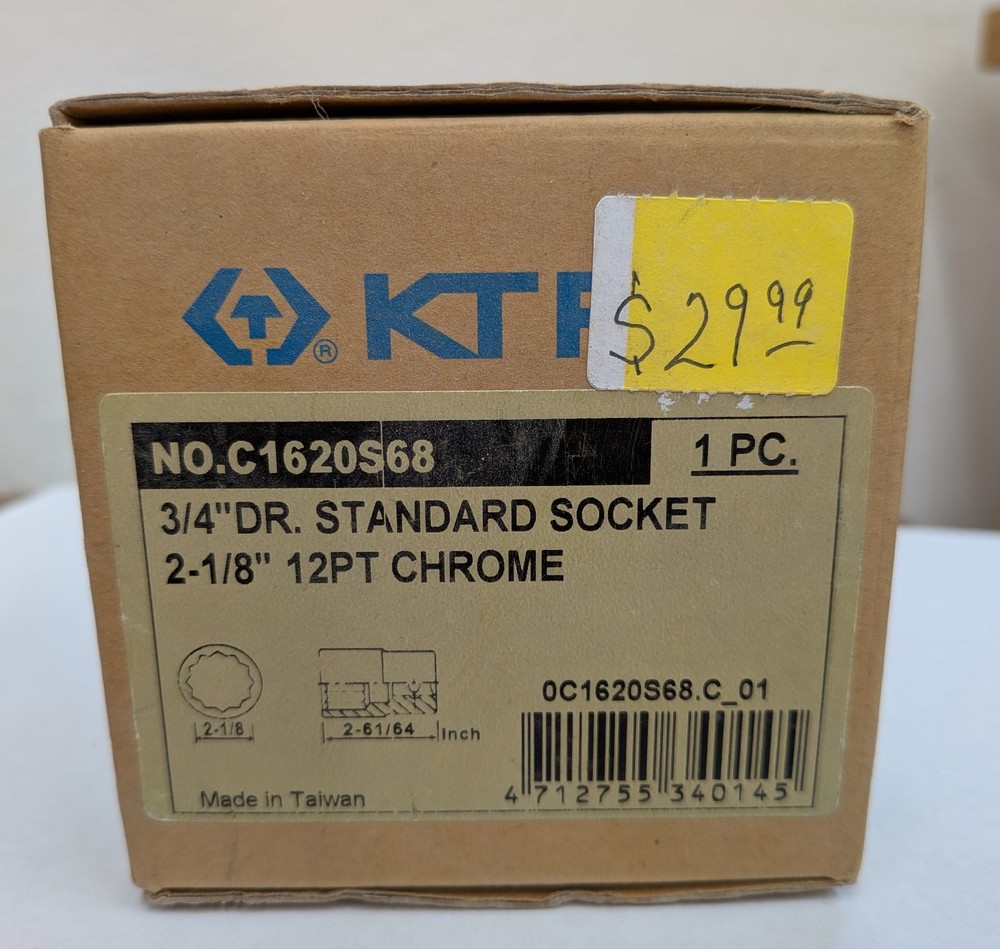 ® KT
$29 99
NO.C1620S68
1 PC.
3/4"DR. STANDARD SOCKET
2-1/8" 12PT CHROME
2-1/8
2-61/64 Inch
0C1620S68.C_01
4 712755 340145
Made in Taiwan